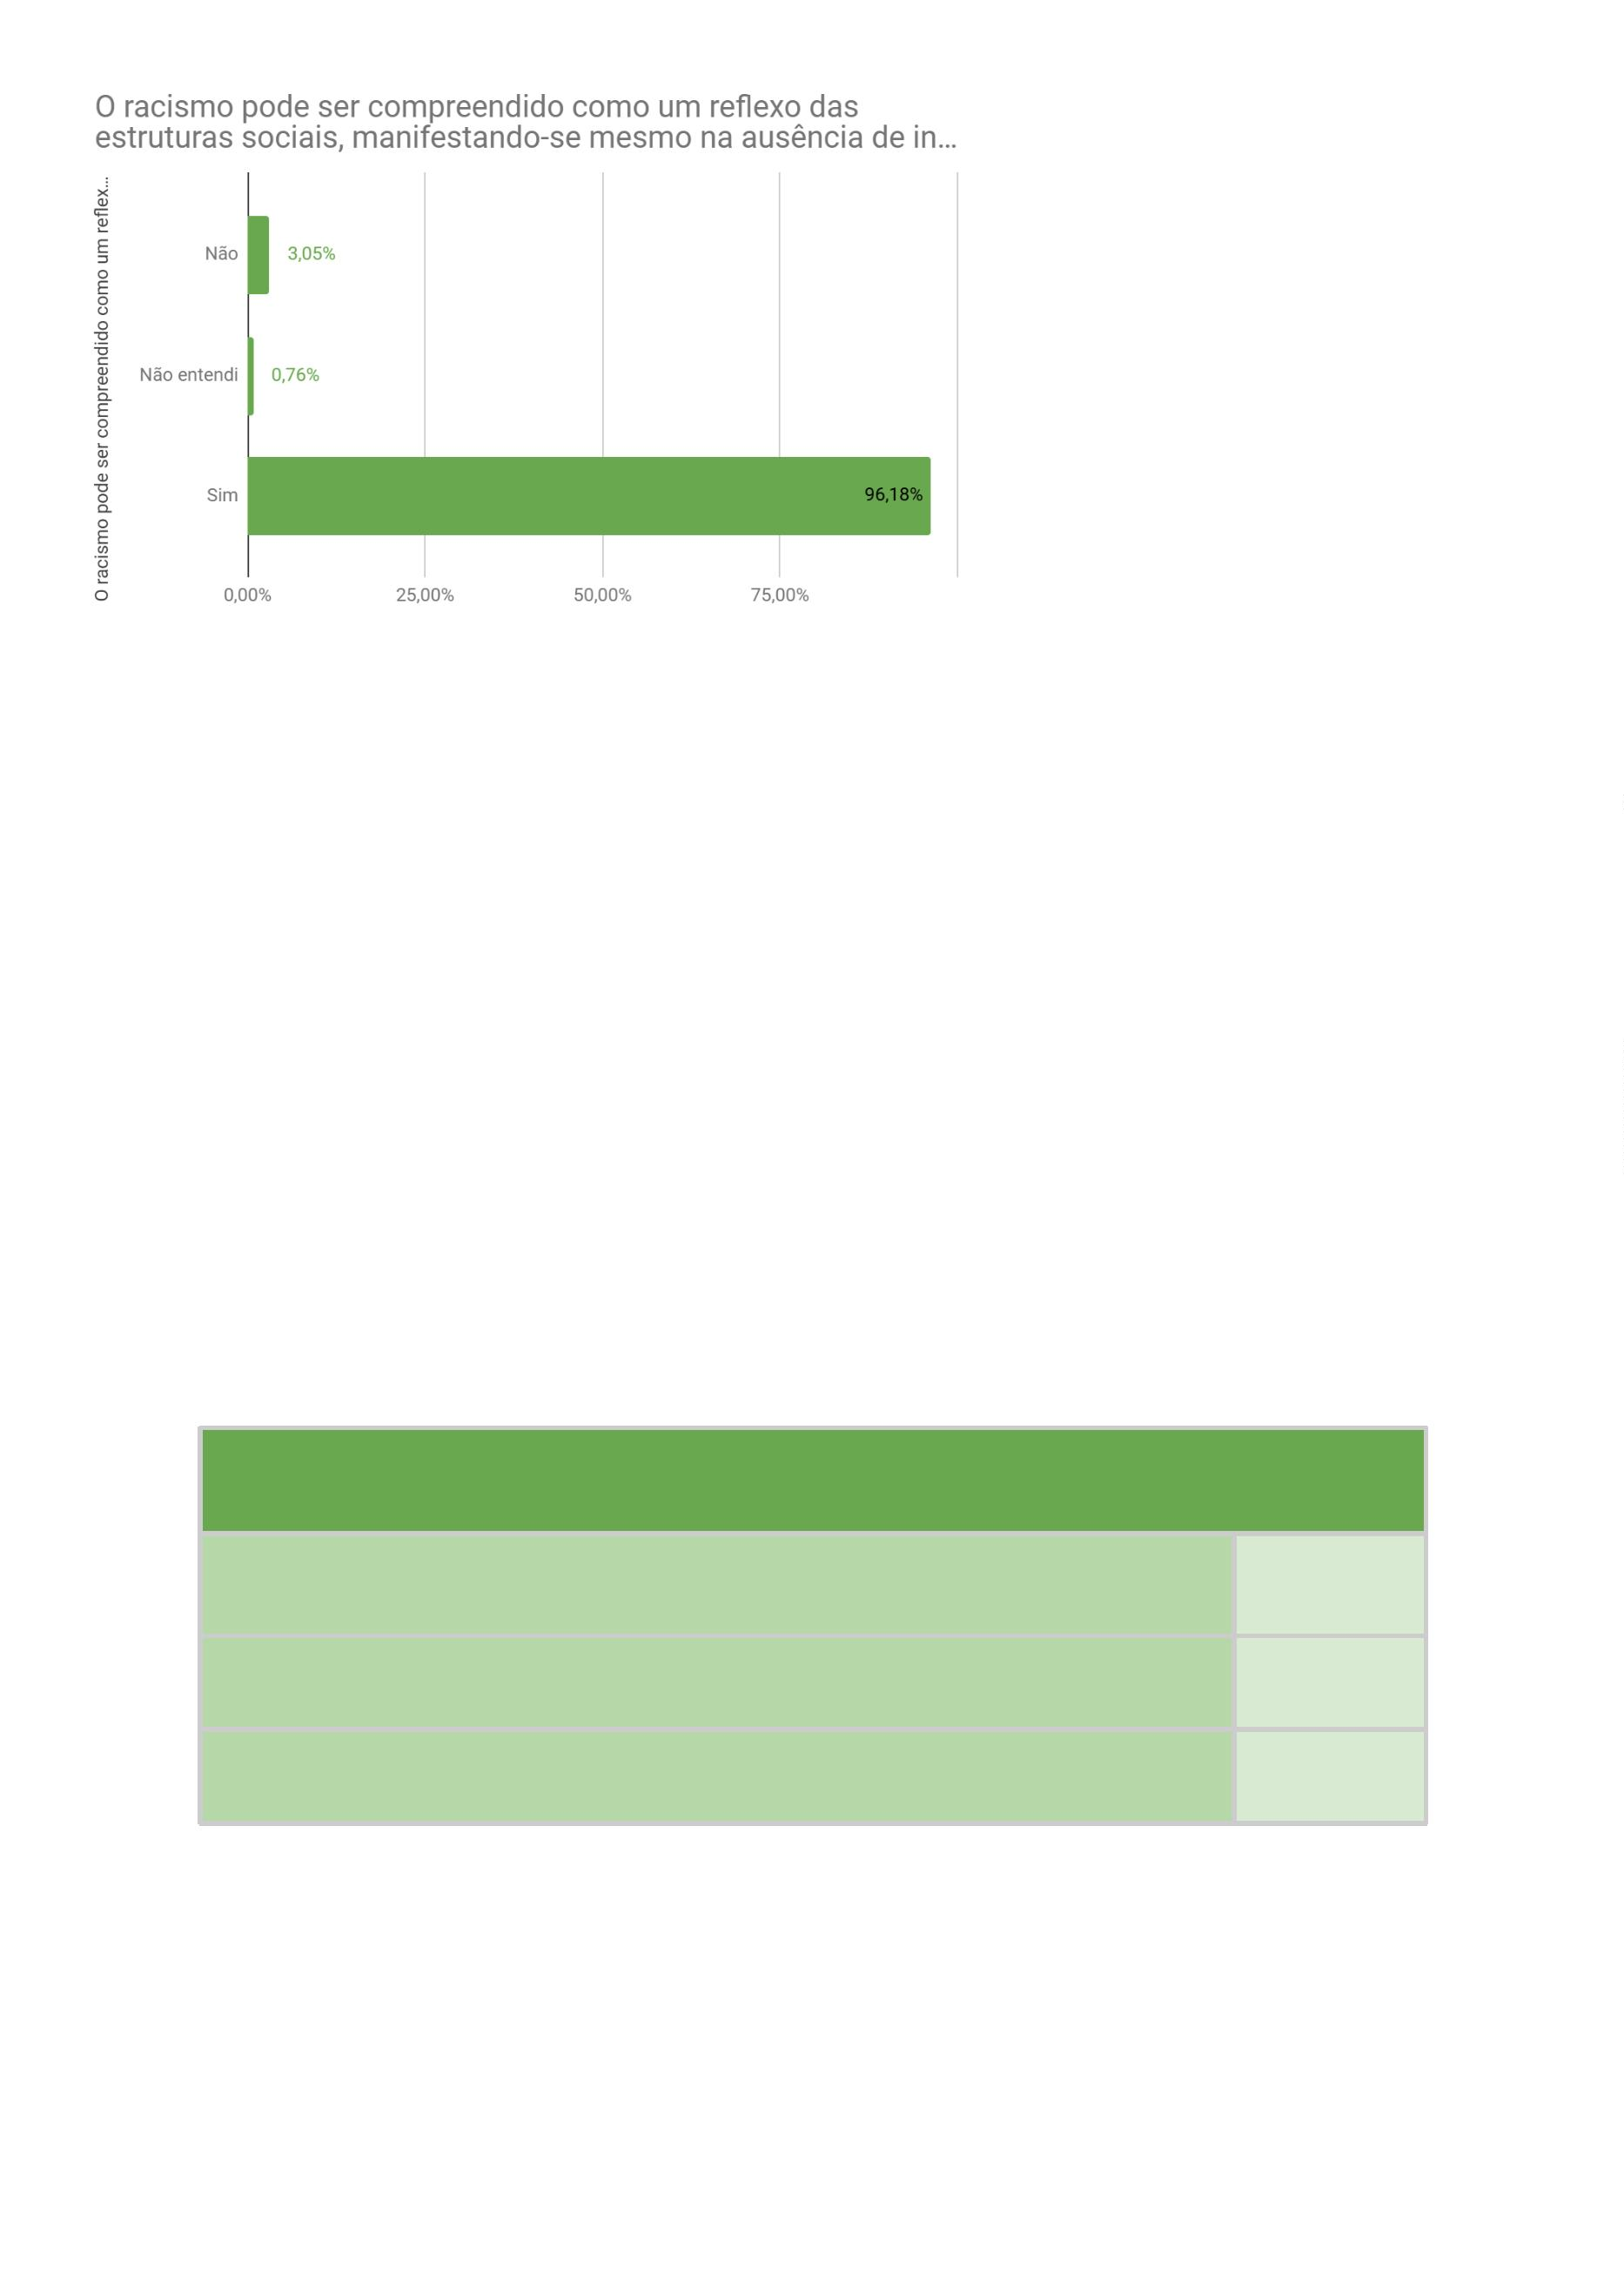 O racismo pode ser compreendido como um reflexo das
estruturas sociais, manifestando-se mesmo na ausência de in...
O racismo pode ser compreendido como um reflex...
Não
3,05%
Não entendi
0,76%
Sim
96,18%
0,00%
25,00%
50,00%
75,00%